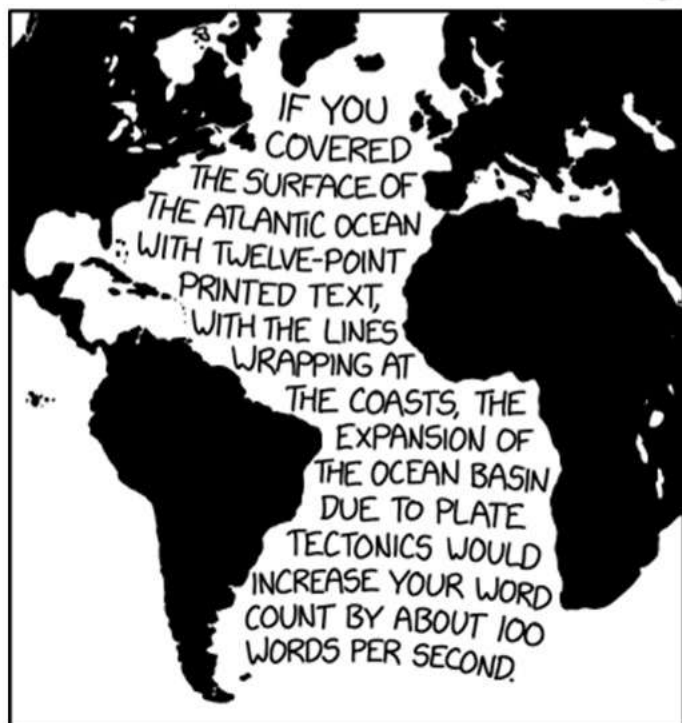 IF YOU
COVERED
THE SURFACE OF
THE ATLANTIC OCEAN
WITH TWELVE-POINT
PRINTED TEXT,
WITH THE LINES
WRAPPING AT
THE COASTS, THE
EXPANSION OF
THE OCEAN BASIN
DUE TO PLATE
TECTONICS WOULD
INCREASE YOUR WORD
COUNT BY ABOUT 100
WORDS PER SECOND.